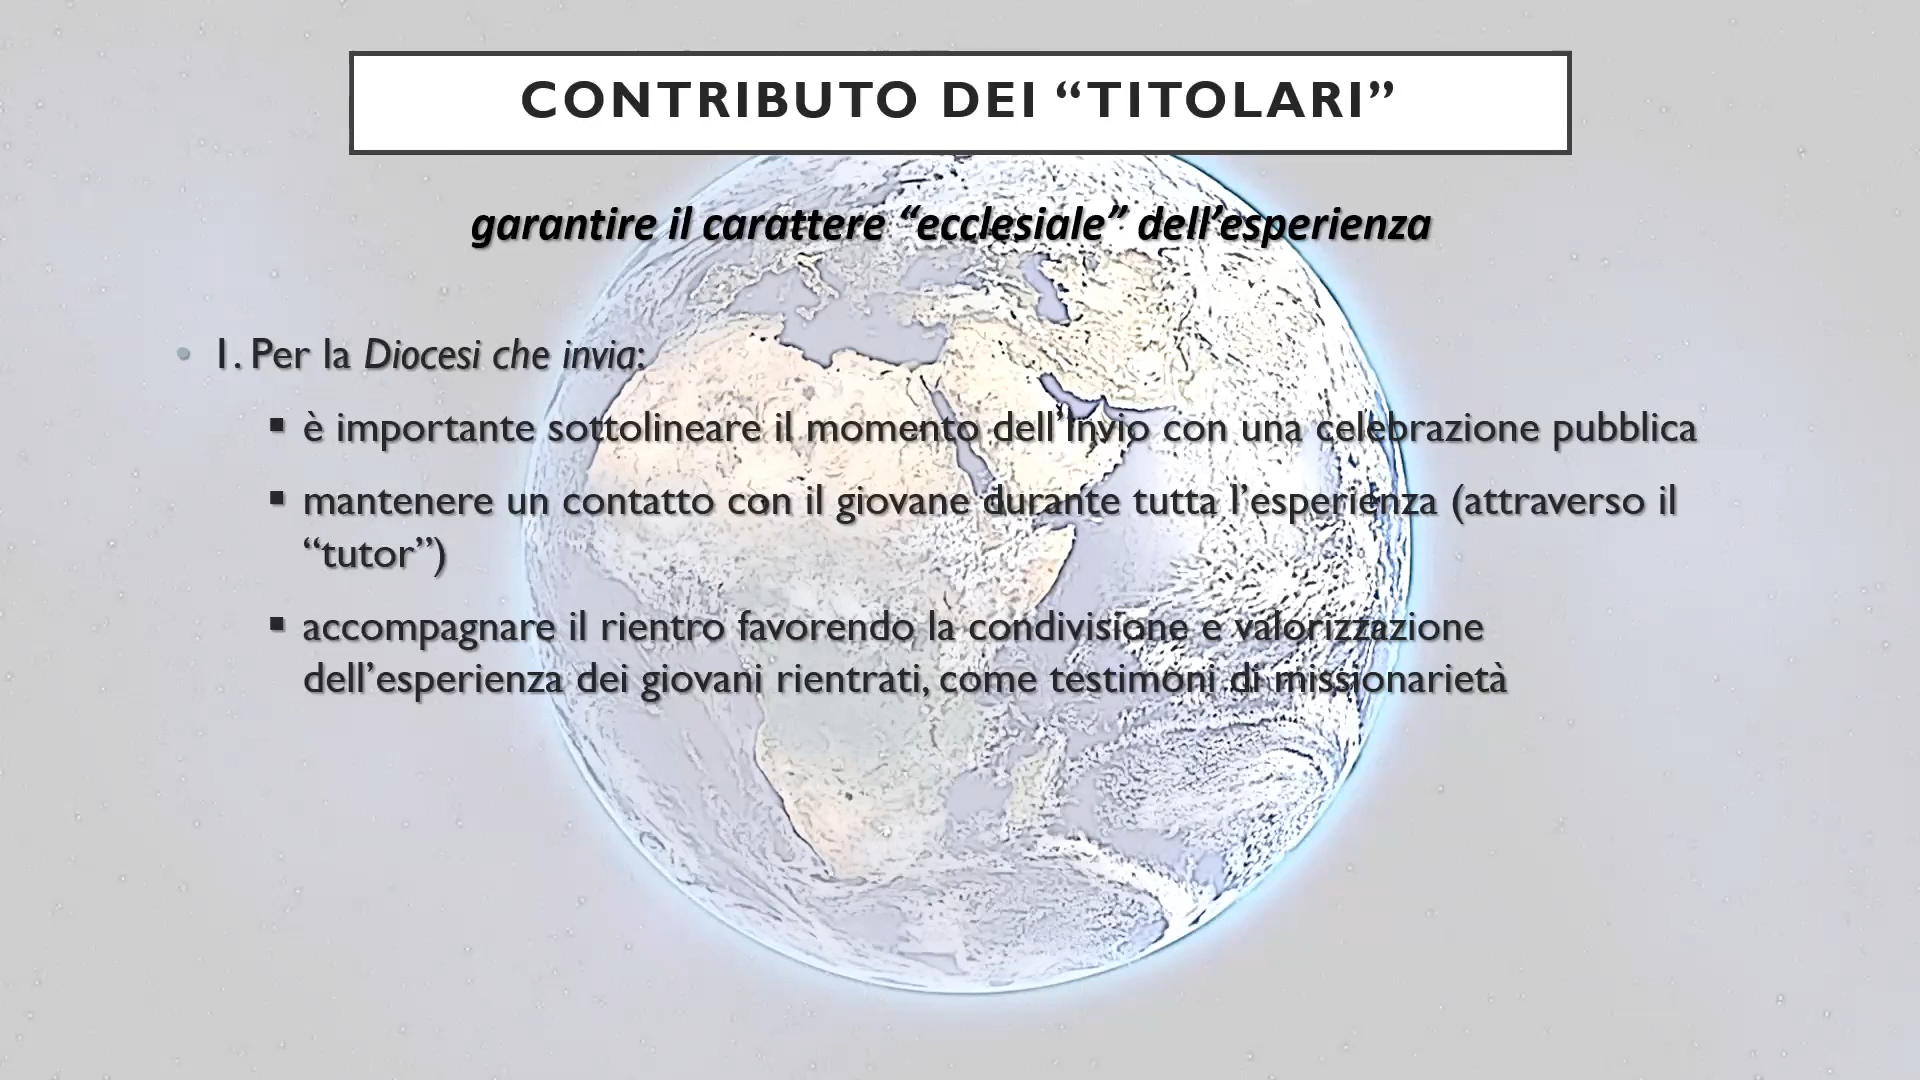 CONTRIBUTO DEI “TITOLARI”
garantire il carattere “ecclesiale” dell’esperienza
• 1. Per la Diocesi che invia:
▪ è importante sottolineare il momento dell’Invio con una celebrazione pubblica
▪ mantenere un contatto con il giovane durante tutta l’esperienza (attraverso il
“tutor”)
▪ accompagnare il rientro favorendo la condivisione e valorizzazione
dell’esperienza dei giovani rientrati, come testimoni di missionarietà